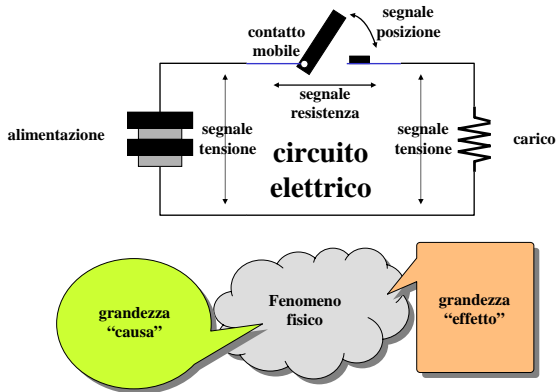 segnale
posizione
contatto
mobile
segnale
resistenza
alimentazione
segnale
tensione
circuito
elettrico
segnale
tensione
carico
grandezza
“causa”
Fenomeno
fisico
grandezza
“effetto”